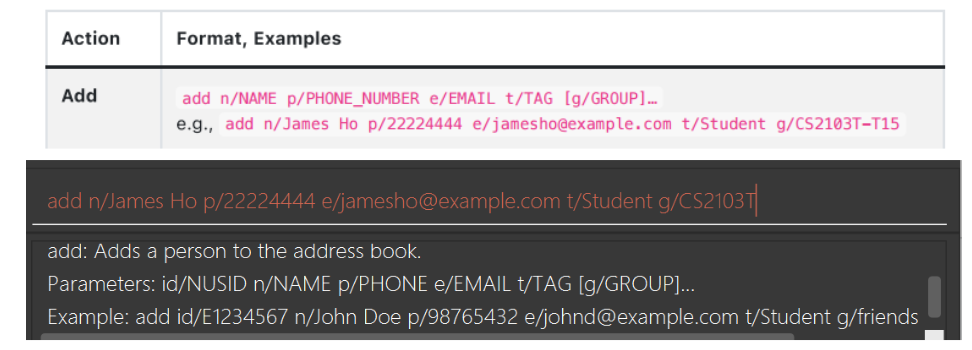 Action Format, Examples
Add add n/NAME p/PHONE_NUMBER e/EMAIL t/TAG [g/GROUP]…
e.g., add n/James Ho p/22224444 e/jamesho@example.com t/Student g/CS2103T-T15
add n/James Ho p/22224444 e/jamesho@example.com t/Student g/CS2103T
add: Adds a person to the address book.
Parameters: id/NUSID n/NAME p/PHONE e/EMAIL t/TAG [g/GROUP]...
Example: add id/E1234567 n/John Doe p/98765432 e/johnd@example.com t/Student g/friends